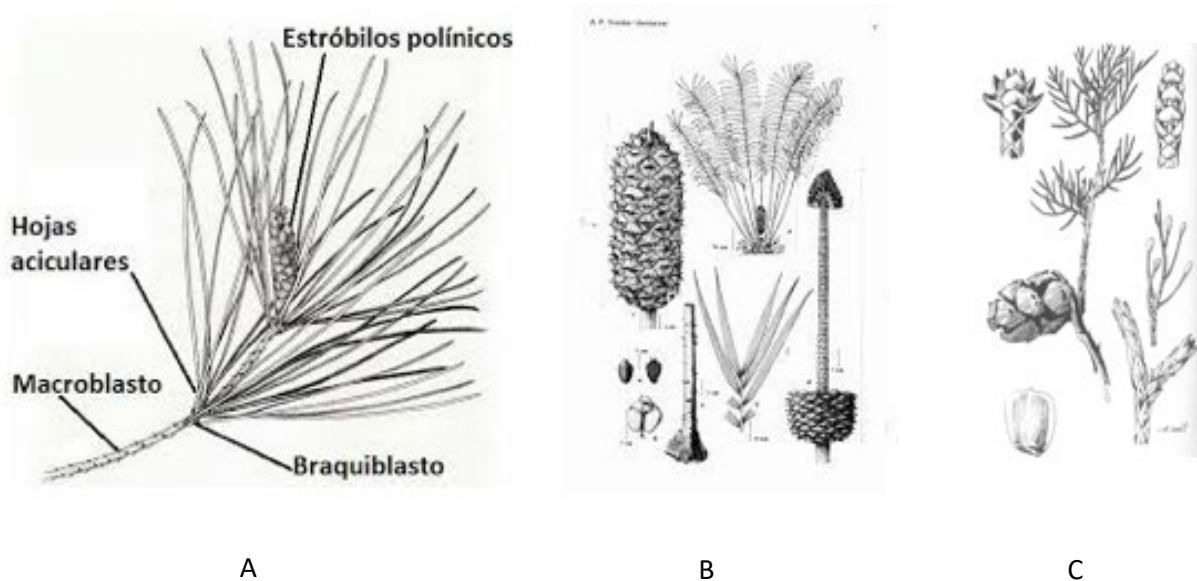 Estróbilos polínicos
Hojas
aciculares
Macroblasto
Braquiblasto
A
B
C